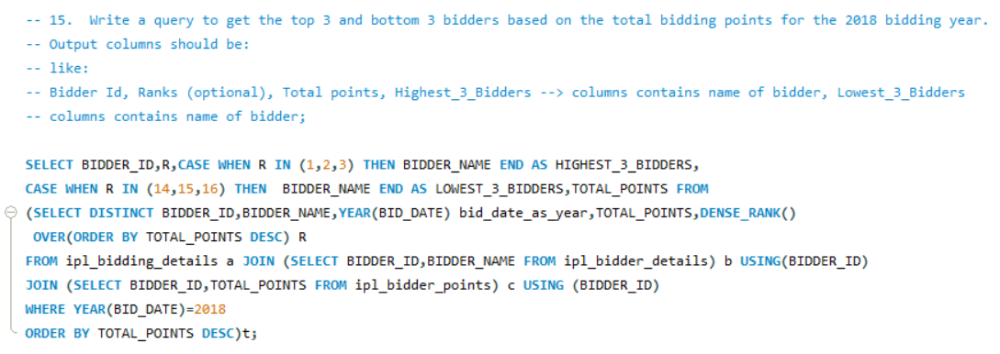 -- 15.  Write a query to get the top 3 and bottom 3 bidders based on the total bidding points for the 2018 bidding year.
-- Output columns should be:
-- like:
-- Bidder Id, Ranks (optional), Total points, Highest_3_Bidders --> columns contains name of bidder, Lowest_3_Bidders
-- columns contains name of bidder;

SELECT BIDDER_ID,R,CASE WHEN R IN (1,2,3) THEN BIDDER_NAME END AS HIGHEST_3_BIDDERS,
CASE WHEN R IN (14,15,16) THEN  BIDDER_NAME END AS LOWEST_3_BIDDERS,TOTAL_POINTS FROM
(SELECT DISTINCT BIDDER_ID,BIDDER_NAME,YEAR(BID_DATE) bid_date_as_year,TOTAL_POINTS,DENSE_RANK()
 OVER(ORDER BY TOTAL_POINTS DESC) R
FROM ipl_bidding_details a JOIN (SELECT BIDDER_ID,BIDDER_NAME FROM ipl_bidder_details) b USING(BIDDER_ID)
JOIN (SELECT BIDDER_ID,TOTAL_POINTS FROM ipl_bidder_points) c USING (BIDDER_ID)
WHERE YEAR(BID_DATE)=2018
ORDER BY TOTAL_POINTS DESC)t;